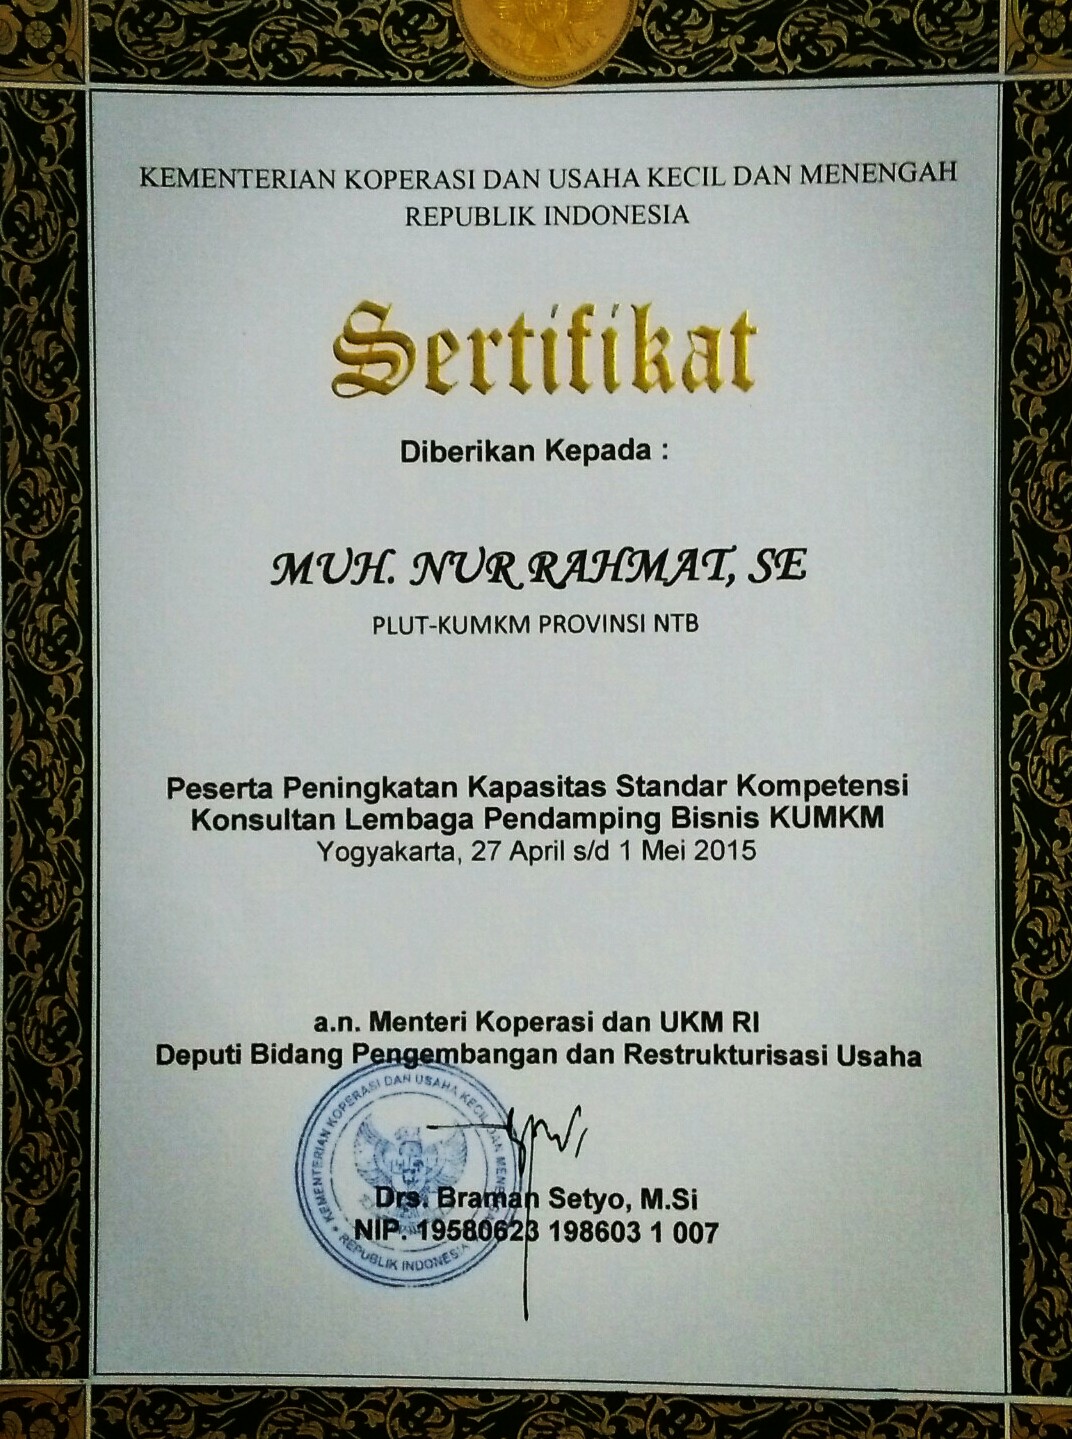 KEMENTERIAN KOPERASI DAN USAHA KECIL DAN MENENGAH
REPUBLIK INDONESIA
Sertifikat
Diberikan Kepada :
MUH. NUR RAHMAT, SE
PLUT-KUMKM PROVINSI NTB
Peserta Peningkatan Kapasitas Standar Kompetensi
Konsultan Lembaga Pendamping Bisnis KUMKM
Yogyakarta, 27 April s/d 1 Mei 2015
a.n. Menteri Koperasi dan UKM RI
Deputi Bidang Pengembangan dan Restrukturisasi Usaha
KEMENTERIAN KOPERASI DAN USAHA KECIL DAN
REPUBLIK INDONESIA
Drs. Braman Setyo, M.Si
NIP. 19580623 198603 1 007